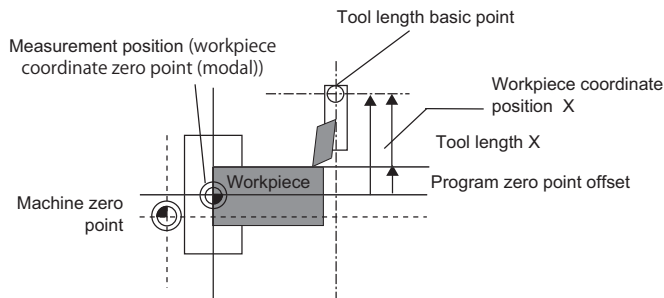 Tool length basic point
Measurement position (workpiece
coordinate zero point (modal))
Workpiece coordinate
position X
Tool length X
Workpiece
Program zero point offset
Machine zero
point